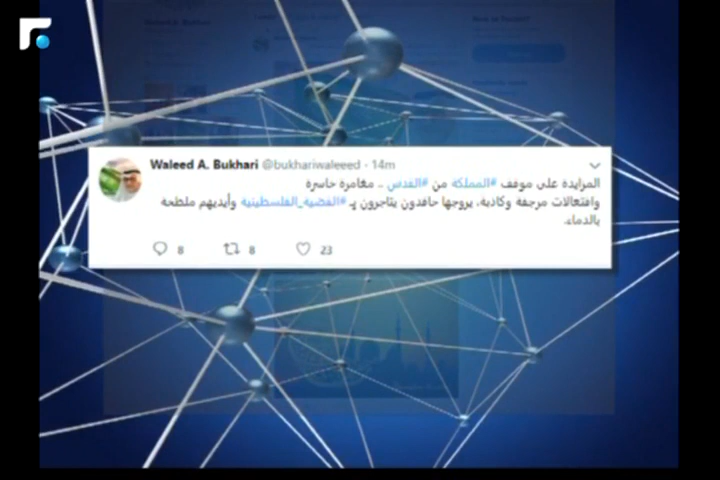 Waleed A. Bukhari @bukhariwaleeed · 14m
المزايدة على موقف #المملكة من #القدس .. مغامرة خاسرة
وافتعالات مرجفة وكاذبة، يروجها حاقدون يتاجرون بـ #القضية_الفلسطينية وأيديهم ملطخة
بالدماء.
8 8 23